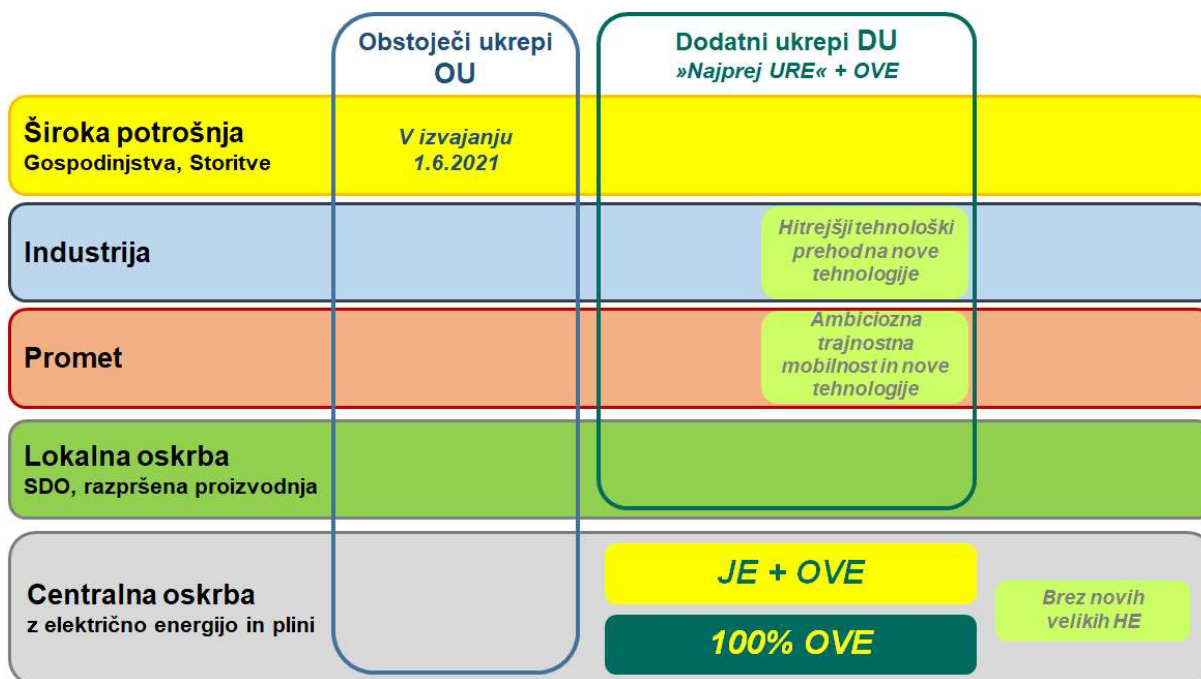 Obstoječi ukrepi
OU
Dodatni ukrepi DU
»Najprej URE« + OVE
Široka potrošnja
Gospodinjstva, Storitve
V izvajanju
1.6.2021
Industrija
Hitrejši tehnološki
prehod na nove
tehnologije
Promet
Ambiciozna
trajnostna
mobilnost in nove
tehnologije
Lokalna oskrba
SDO, razpršena proizvodnja
Centralna oskrba
z električno energijo in plini
JE + OVE
100% OVE
Brez novih
velikih HE